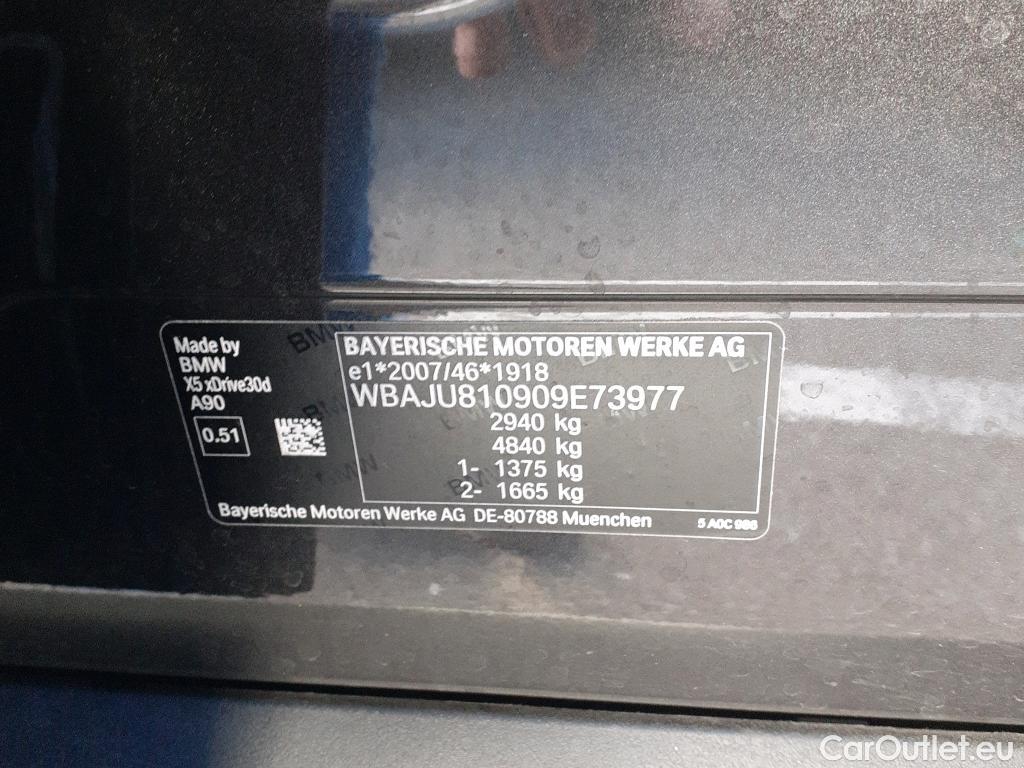 Made by
BMW
X5 xDrive30d
A90
0.51
BAYERISCHE MOTOREN WERKE AG
e1*2007/46*1918
WBAJU810909E73977
2940 kg
4840 kg
1- 1375 kg
2- 1665 kg
Bayerische Motoren Werke AG DE-80788 Muenchen
5 A0C 986
CarOutlet.eu